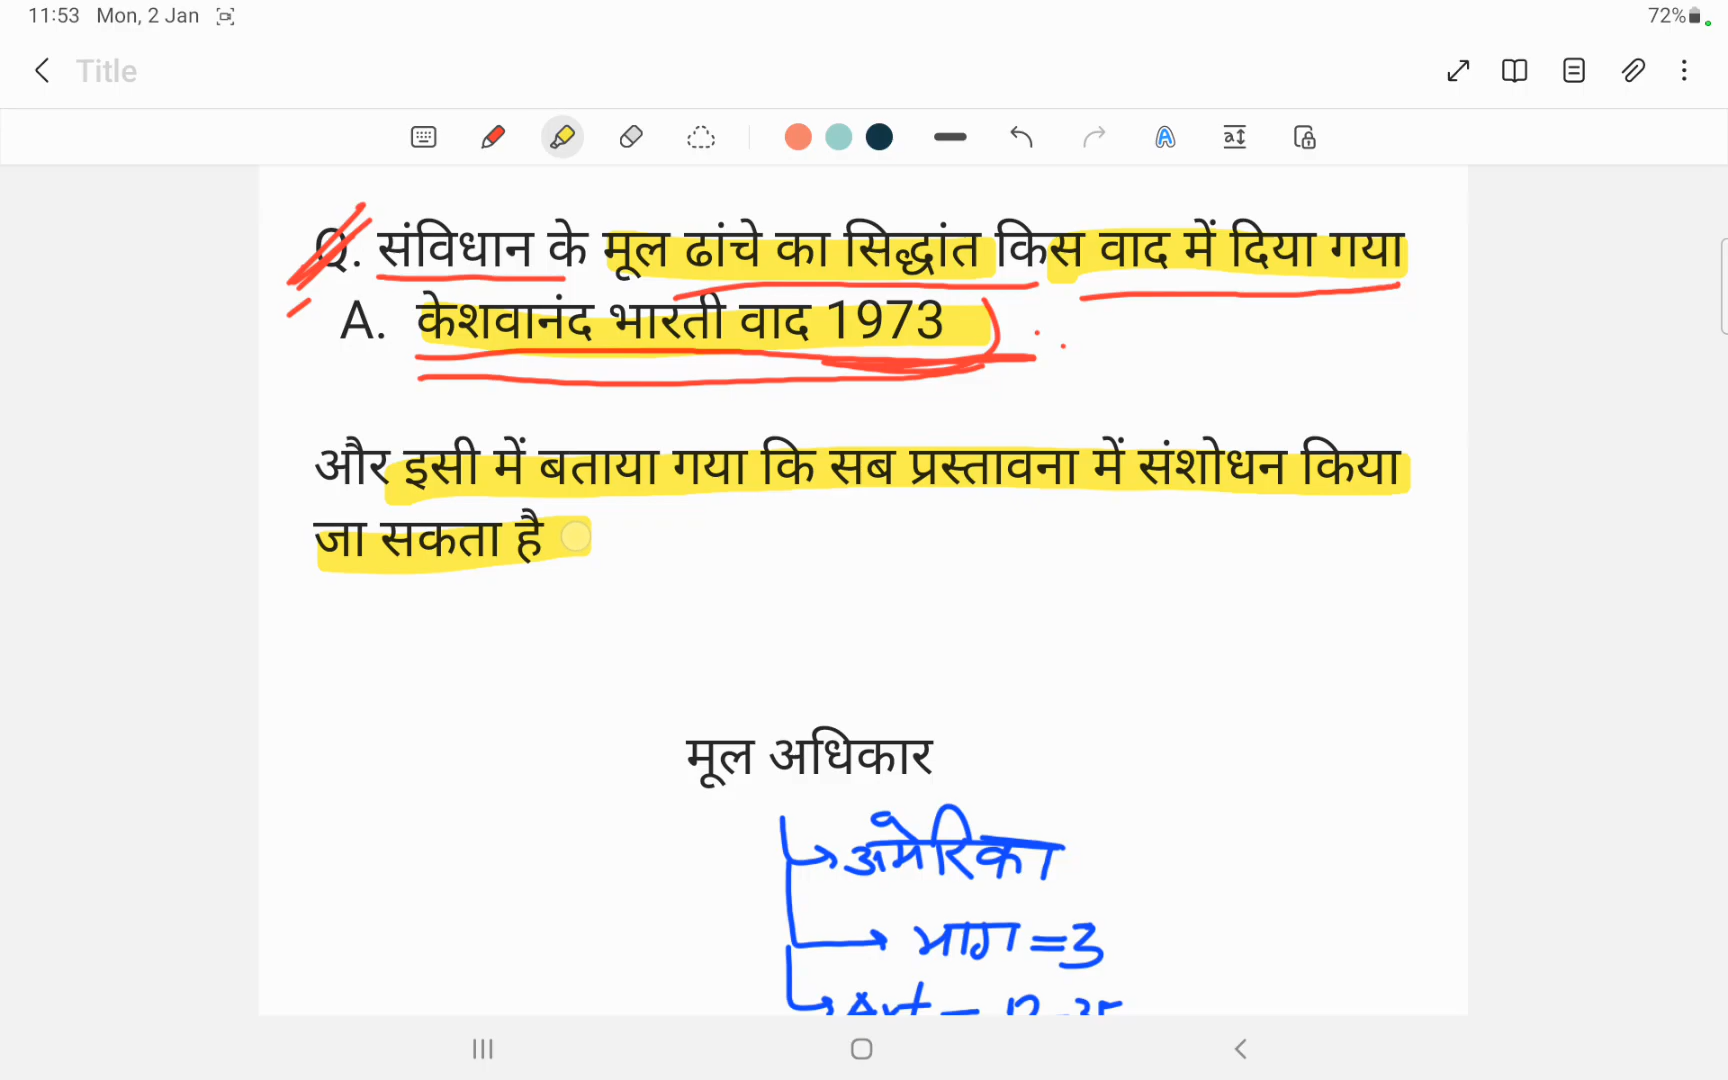 11:53 Mon, 2 Jan 72%
Title
Q. संविधान के मूल ढांचे का सिद्धांत किस वाद में दिया गया
A. केशवानंद भारती वाद 1973
और इसी में बताया गया कि सब प्रस्तावना में संशोधन किया
जा सकता है
मूल अधिकार
अमेरिका
भाग = 3
Art -